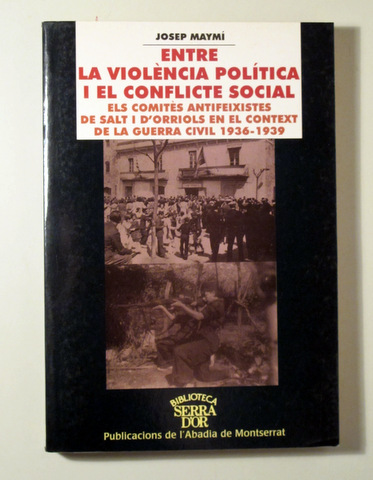 JOSEP MAYMÍ
ENTRE
LA VIOLÈNCIA POLÍTICA
I EL CONFLICTE SOCIAL
ELS COMITÈS ANTIFEIXISTES
DE SALT I D'ORRIOLS EN EL CONTEXT
DE LA GUERRA CIVIL 1936-1939
BIBLIOTECA
SERRA
D'OR
Publicacions de l'Abadia de Montserrat